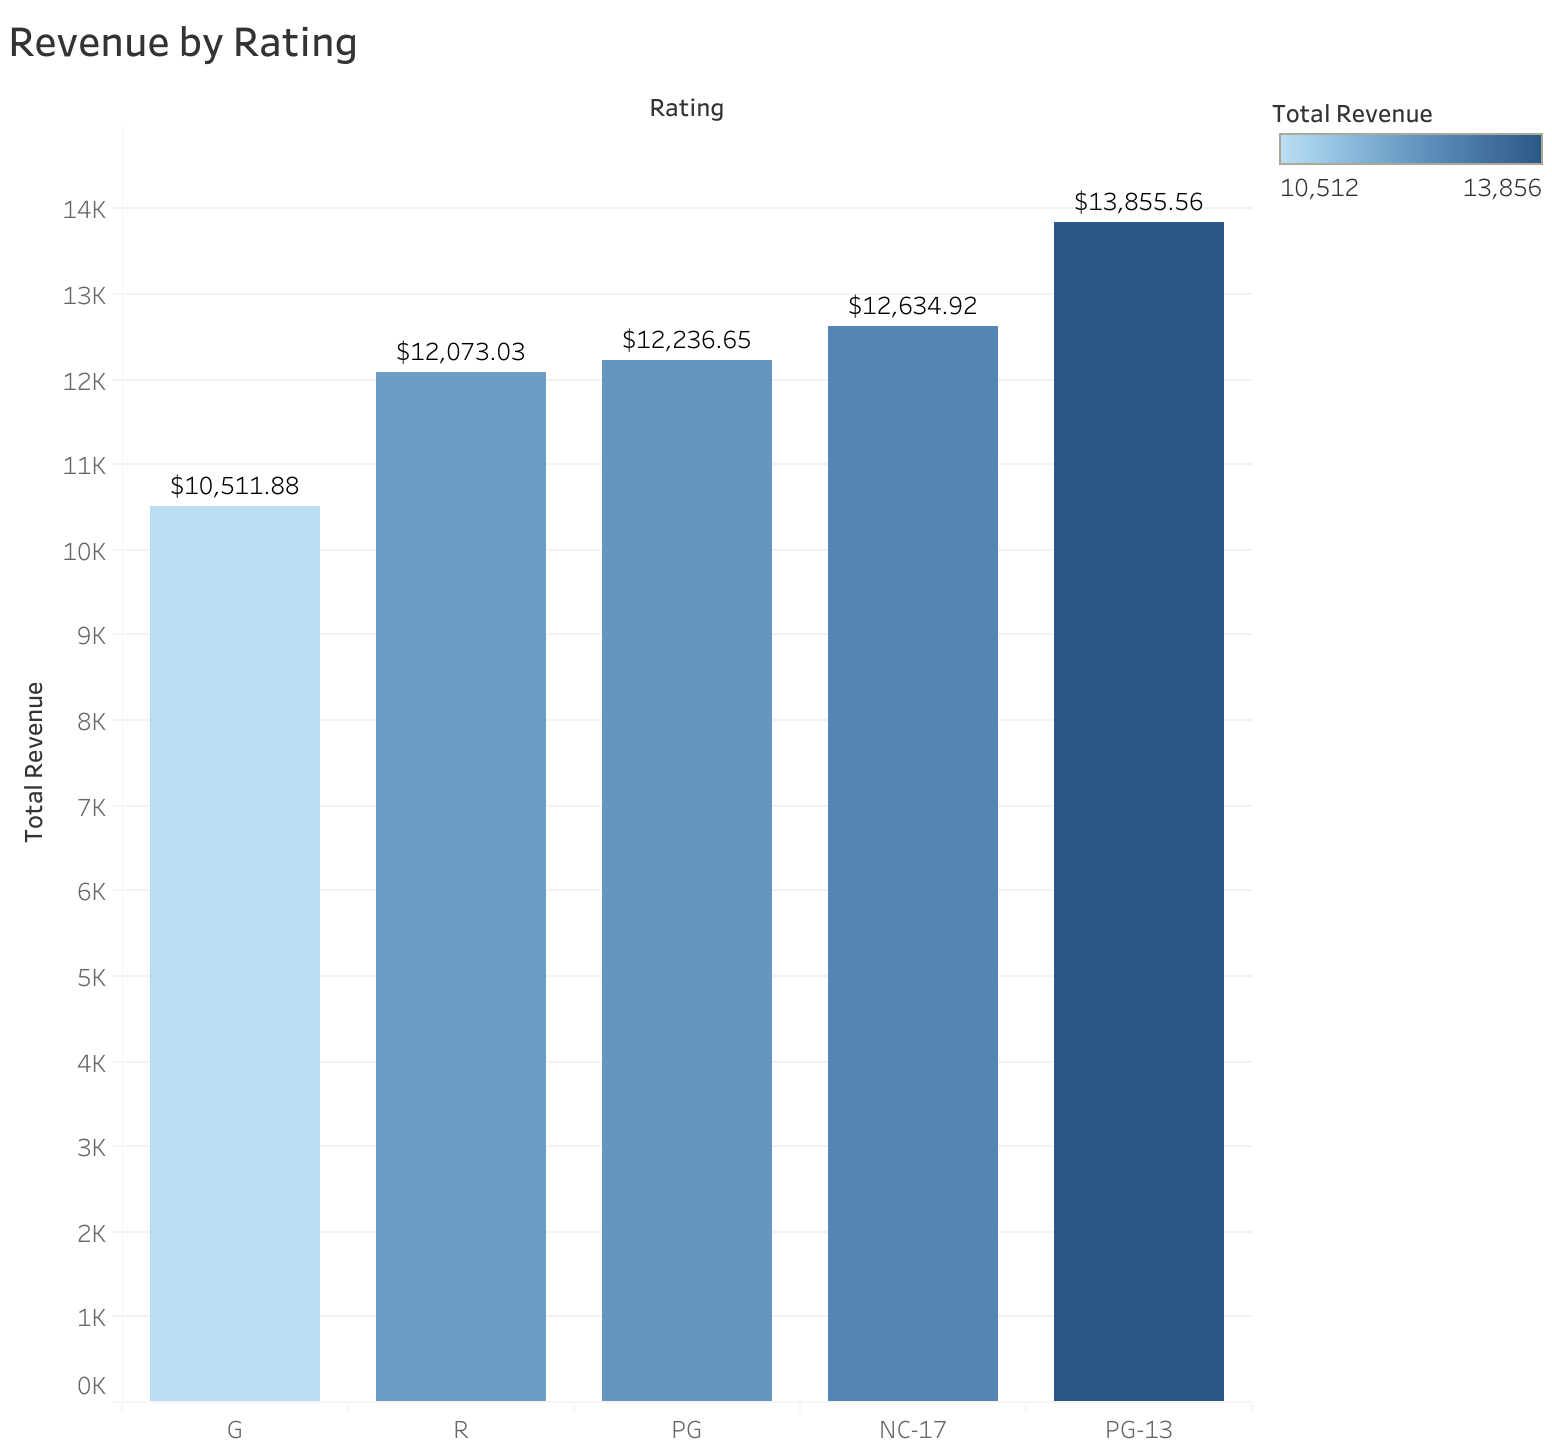 Revenue by Rating
Rating
Total Revenue
10,512 13,856
14K
13K
12K
11K
10K
9K
8K
7K
6K
5K
4K
3K
2K
1K
0K
Total Revenue
$10,511.88
$12,073.03
$12,236.65
$12,634.92
$13,855.56
G R PG NC-17 PG-13